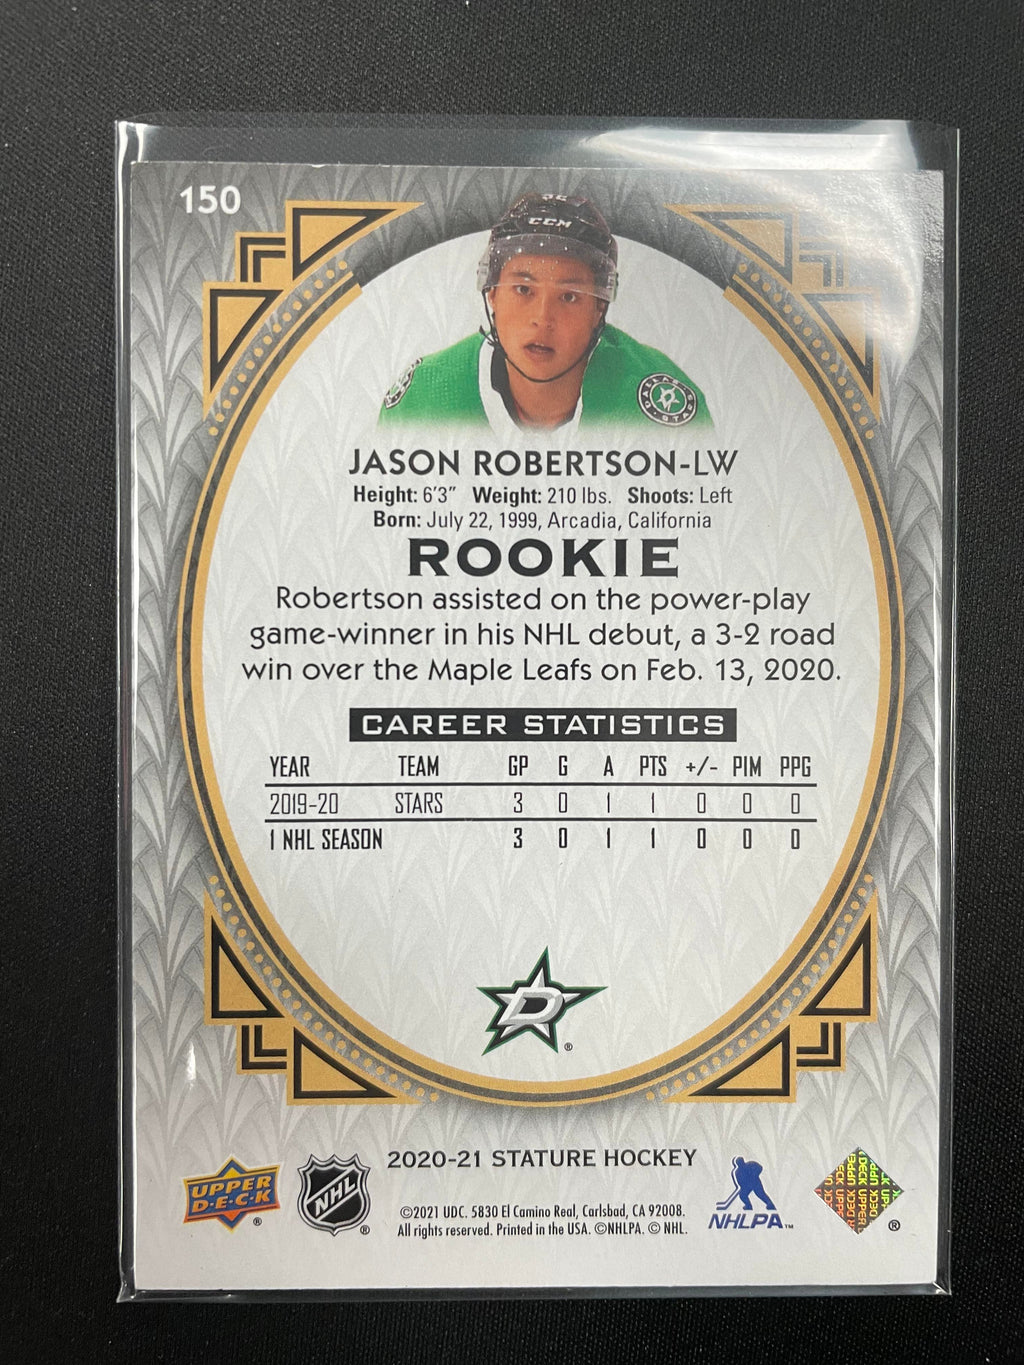 150
CCM
DALLAS STARS
JASON ROBERTSON-LW
Height: 6'3" Weight: 210 lbs. Shoots: Left
Born: July 22, 1999, Arcadia, California
ROOKIE
Robertson assisted on the power-play
game-winner in his NHL debut, a 3-2 road
win over the Maple Leafs on Feb. 13, 2020.
CAREER STATISTICS
YEAR TEAM GP G A PTS +/- PIM PPG
2019-20 STARS 3 0 1 1 0 0 0
1 NHL SEASON 3 0 1 1 0 0 0
D ®
2020-21 STATURE HOCKEY
UPPER
D·E·C·K ®
NHL ®
©2021 UDC. 5830 El Camino Real, Carlsbad, CA 92008.
All rights reserved. Printed in the USA. ©NHLPA. © NHL.
NHLPA™
UPPER DECK ®